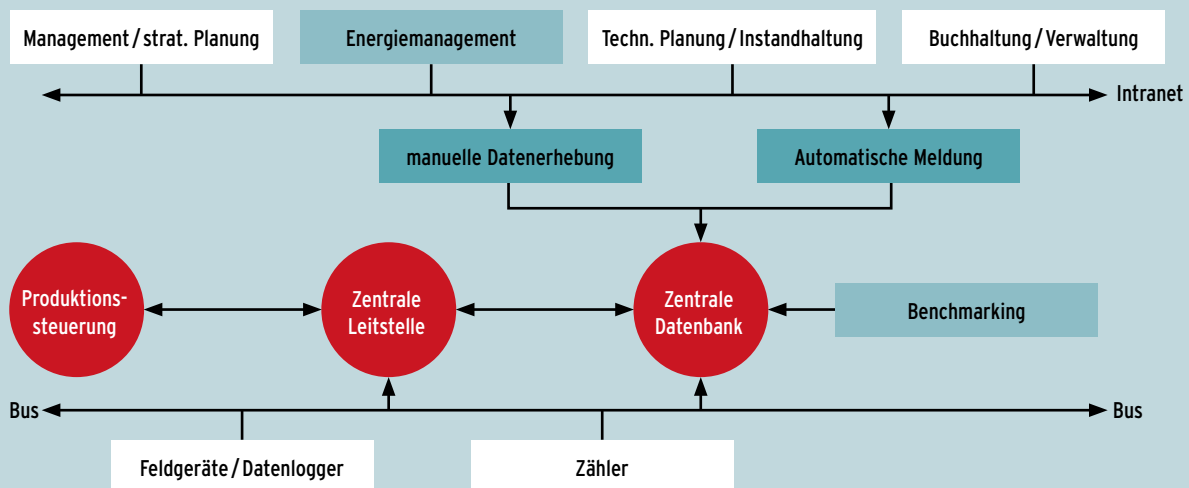 Management / strat. Planung
Energiemanagement
Techn. Planung / Instandhaltung
Buchhaltung / Verwaltung
Intranet
manuelle Datenerhebung
Automatische Meldung
Produktions-
steuerung
Zentrale
Leitstelle
Zentrale
Datenbank
Benchmarking
Bus
Bus
Feldgeräte / Datenlogger
Zähler